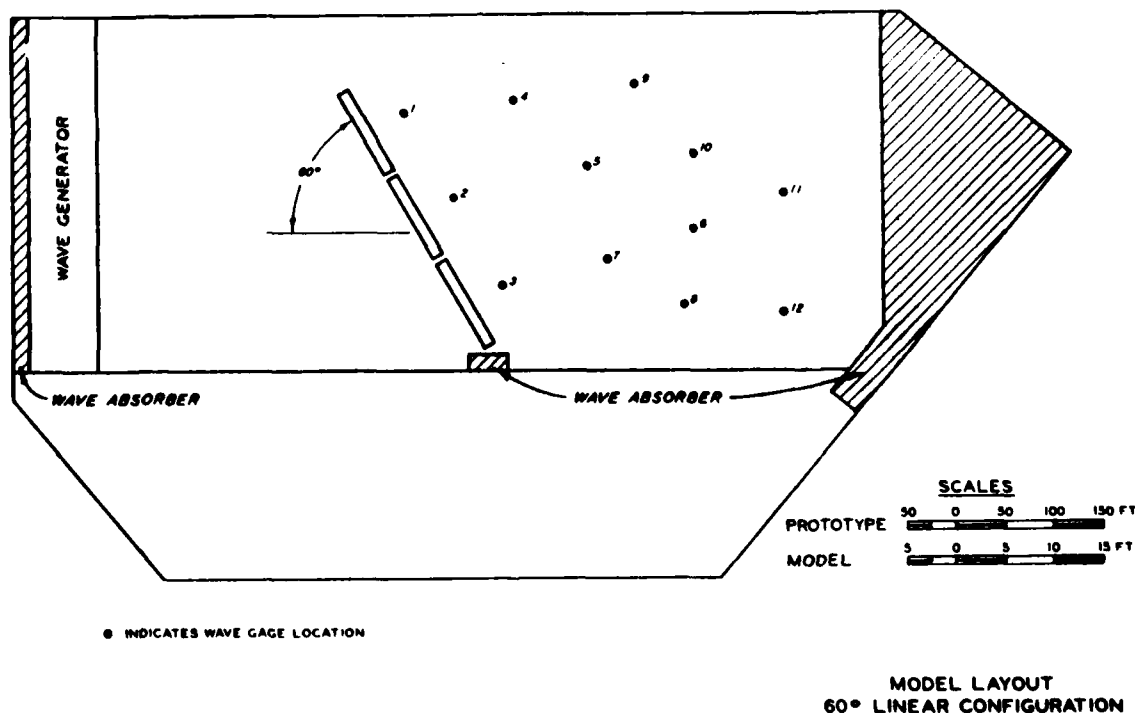 WAVE GENERATOR
60°
1
2
3
4
5
6
7
8
9
10
11
12
WAVE ABSORBER
WAVE ABSORBER
SCALES
PROTOTYPE
50 0 50 100 150 FT
MODEL
5 0 5 10 15 FT
● INDICATES WAVE GAGE LOCATION
MODEL LAYOUT
60° LINEAR CONFIGURATION